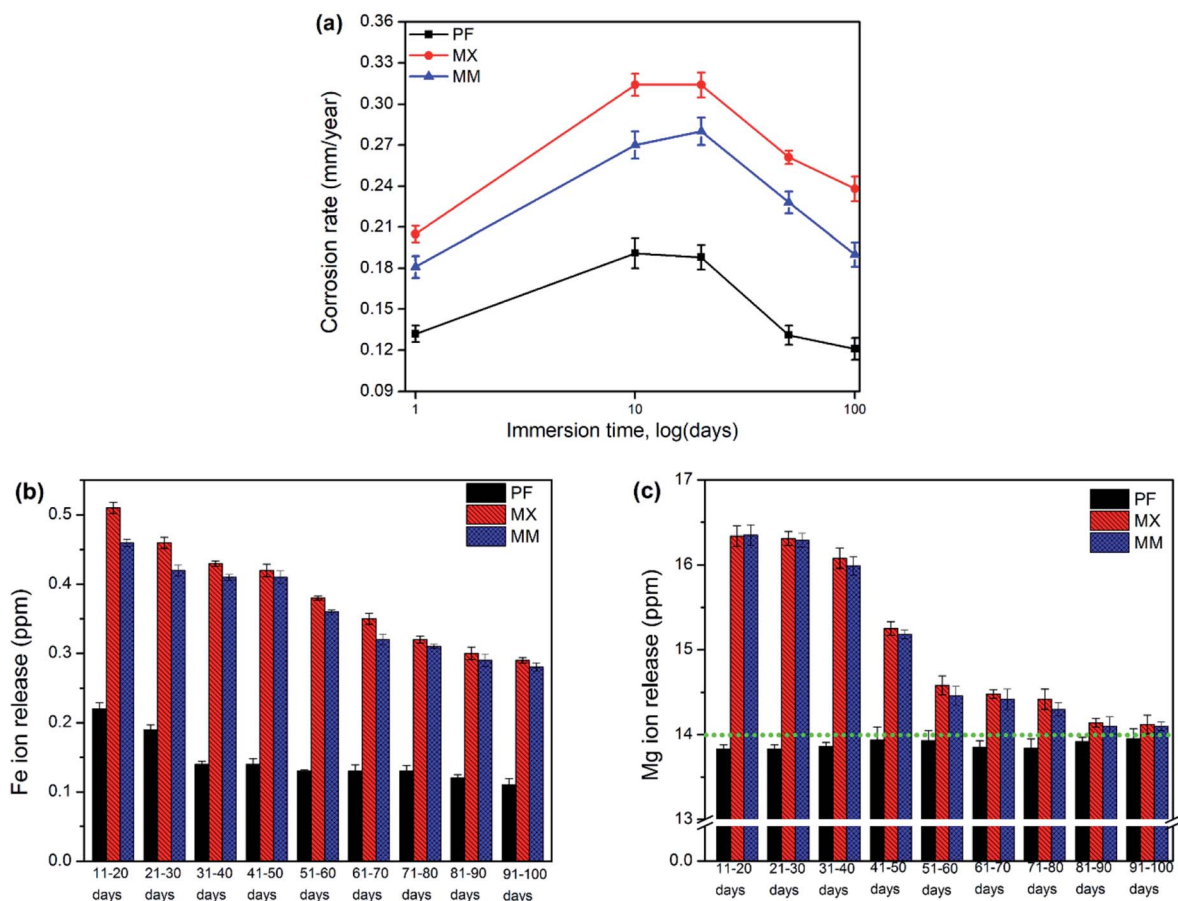 (a)
PF
MX
MM
0.36
0.33
0.30
0.27
0.24
0.21
0.18
0.15
0.12
0.09
Corrosion rate (mm/year)
1 10 100
Immersion time, log(days)
(b)
PF
MX
MM
0.5
0.4
0.3
0.2
0.1
0.0
Fe ion release (ppm)
11-20 21-30 31-40 41-50 51-60 61-70 71-80 81-90 91-100
days days days days days days days days days
(c)
PF
MX
MM
17
16
15
14
13
0.0
Mg ion release (ppm)
11-20 21-30 31-40 41-50 51-60 61-70 71-80 81-90 91-100
days days days days days days days days days